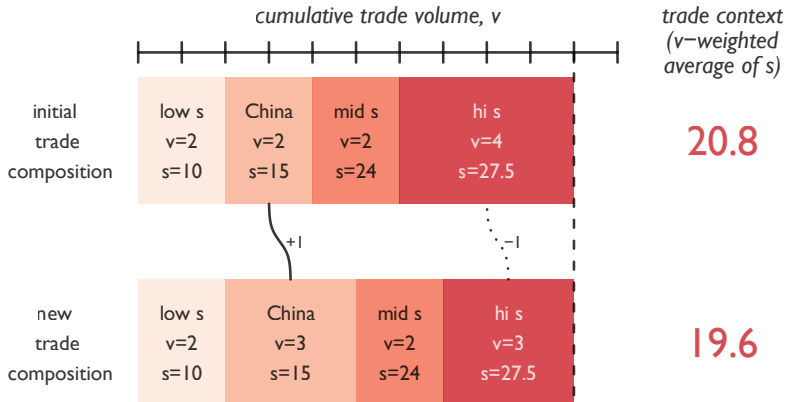 cumulative trade volume, v
trade context
(v−weighted
average of s)
initial
trade
composition
low s
v=2
s=10
China
v=2
s=15
mid s
v=2
s=24
hi s
v=4
s=27.5
20.8
+1
−1
new
trade
composition
low s
v=2
s=10
China
v=3
s=15
mid s
v=2
s=24
hi s
v=3
s=27.5
19.6